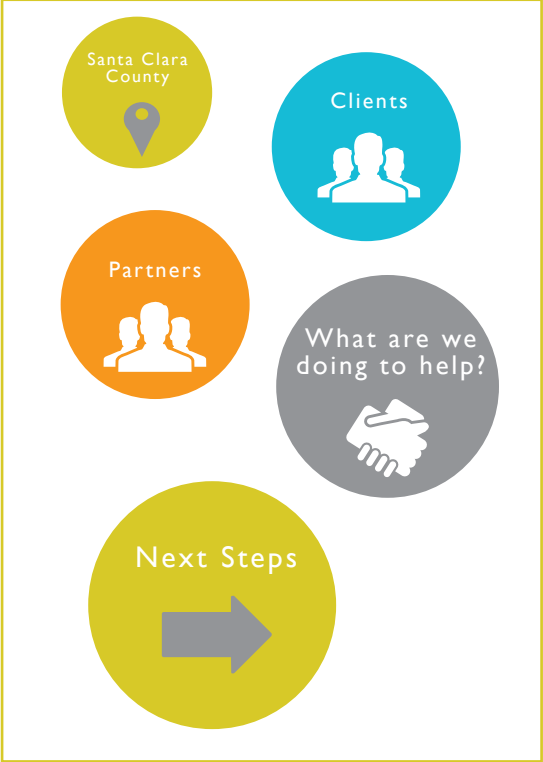 Santa Clara
County
Clients
Partners
What are we
doing to help?
Next Steps